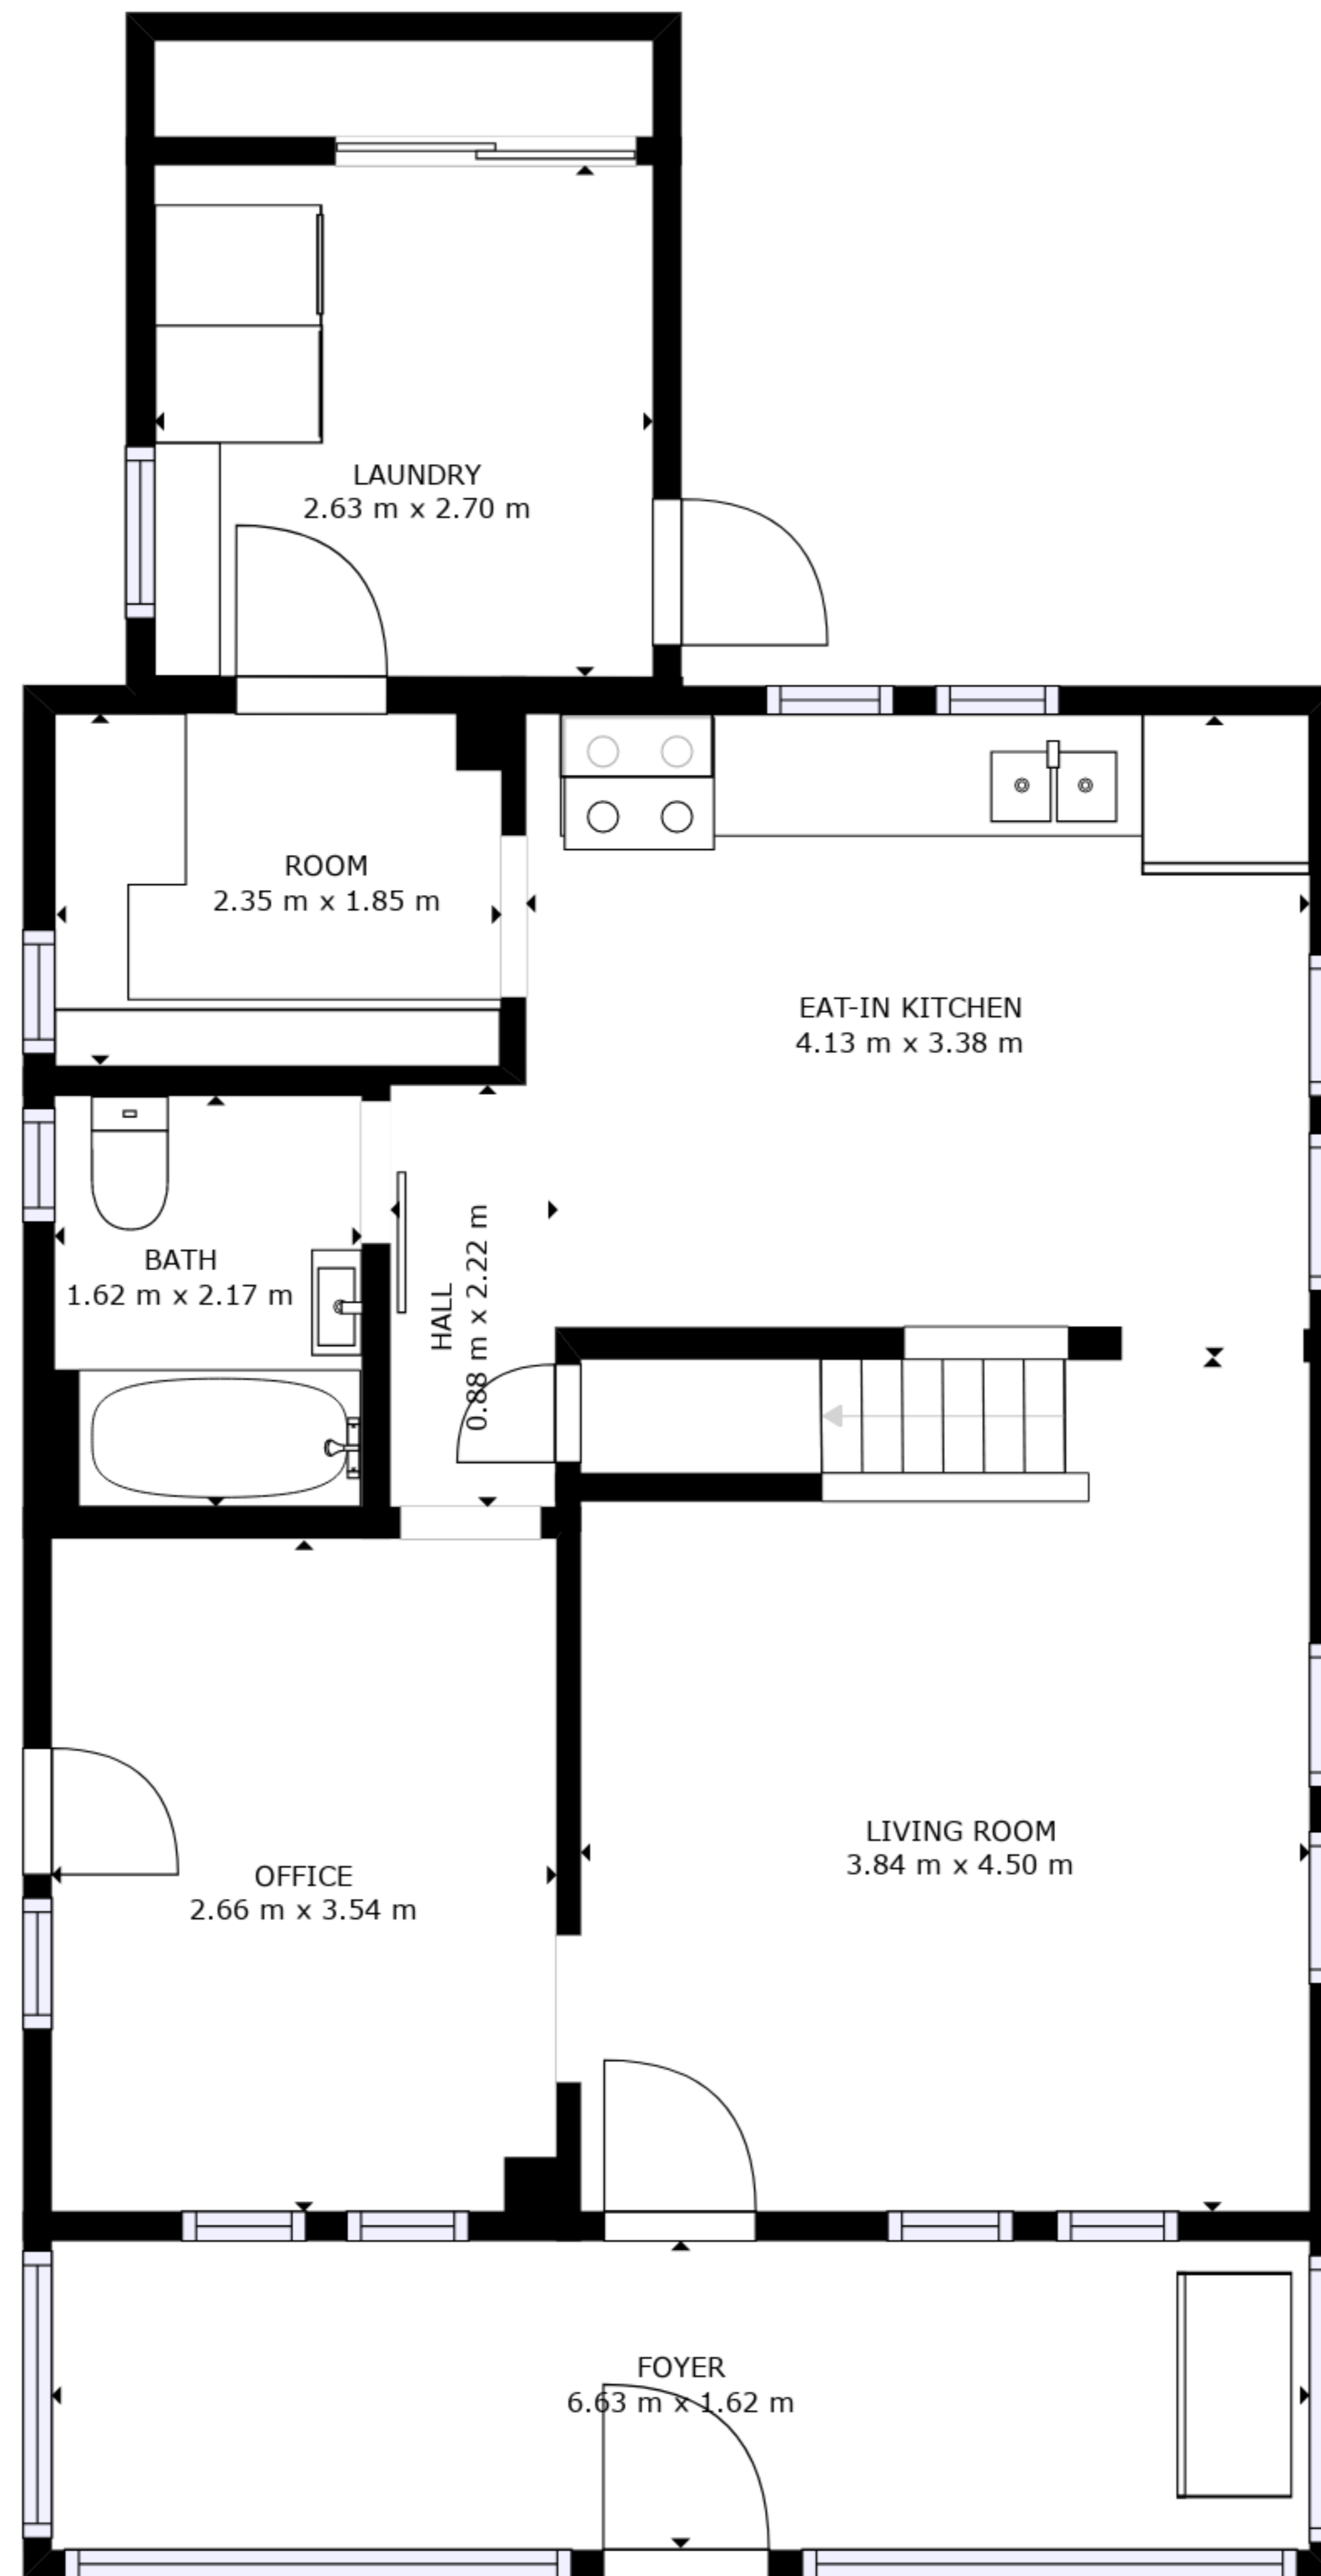 LAUNDRY
2.63 m x 2.70 m
ROOM
2.35 m x 1.85 m
EAT-IN KITCHEN
4.13 m x 3.38 m
BATH
1.62 m x 2.17 m
HALL
0.88 m x 2.22 m
LIVING ROOM
3.84 m x 4.50 m
OFFICE
2.66 m x 3.54 m
FOYER
6.63 m x 1.62 m